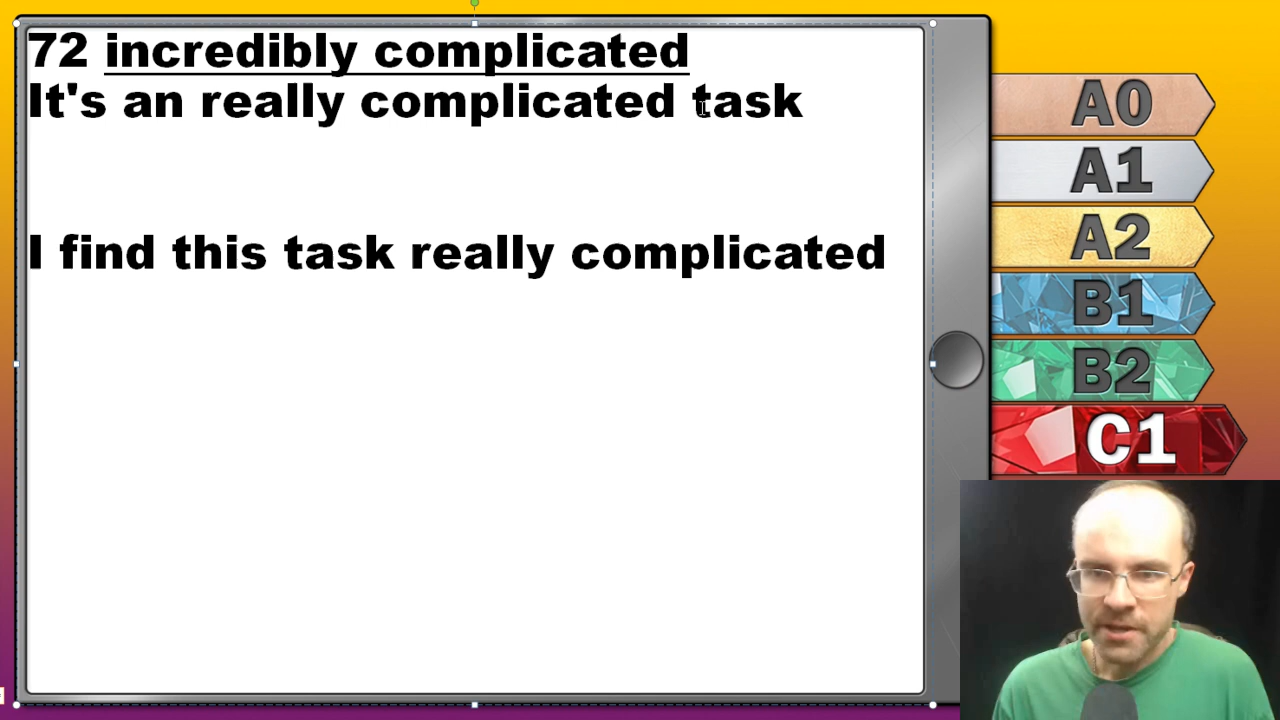 72 incredibly complicated
It's an really complicated task
I find this task really complicated
A0
A1
A2
B1
B2
C1